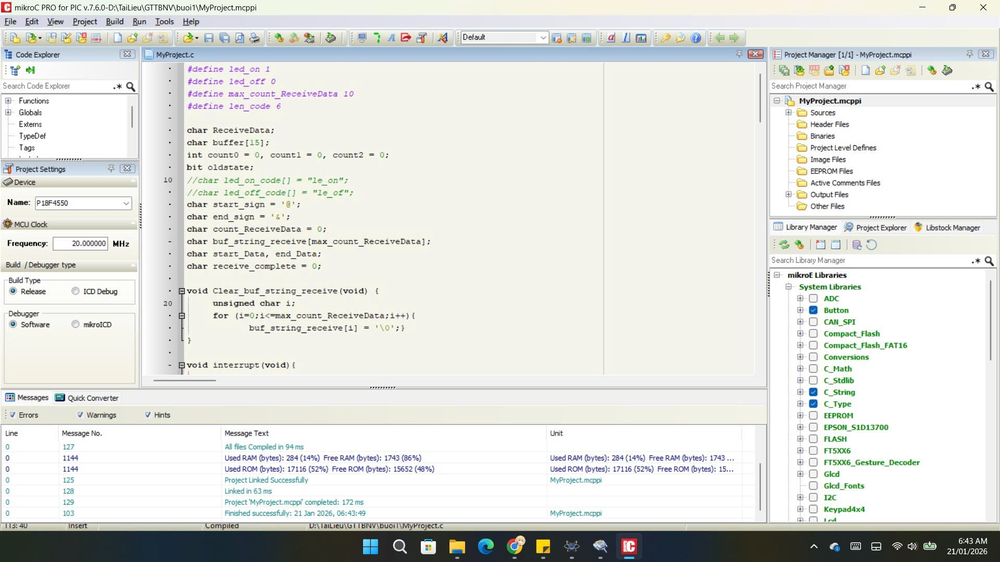 mikroC PRO for PIC v.7.6.0-D:\TaiLieu\GTTBNV\buoi1\MyProject.mcppi
File Edit View Project Build Run Tools Help
Default
Code Explorer
Search Code Explorer
Functions
Globals
Externs
TypeDef
Tags
Project Settings
Device
Name: P18F4550
MCU Clock
Frequency: 20.000000 MHz
Build / Debugger type
Build Type
Release ICD Debug
Debugger
Software mikroICD
MyProject.c
#define led_on 1
#define led_off 0
#define max_count_ReceiveData 10
#define len_code 6
char ReceiveData;
char buffer[15];
int count0 = 0, count1 = 0, count2 = 0;
bit oldstate;
10 //char led_on_code[] = "le_on";
//char led_off_code[] = "le_of";
char start_sign = '@';
char end_sign = '&';
char count_ReceiveData = 0;
char buf_string_receive[max_count_ReceiveData];
char start_Data, end_Data;
char receive_complete = 0;
void Clear_buf_string_receive(void) {
20 unsigned char i;
for (i=0;i<=max_count_ReceiveData;i++){
buf_string_receive[i] = '\0';}
}
void interrupt(void){
Project Manager [1/1] - MyProject.mcppi
Search Project Manager
MyProject.mcppi
Sources
Header Files
Binaries
Project Level Defines
Image Files
EEPROM Files
Active Comments Files
Output Files
Other Files
Library Manager Project Explorer Libstock Manager
Search Library Manager
mikroE Libraries
System Libraries
ADC
Button
CAN_SPI
Compact_Flash
Compact_Flash_FAT16
Conversions
C_Math
C_Stdlib
C_String
C_Type
EEPROM
EPSON_S1D13700
FLASH
FT5XX6
FT5XX6_Gesture_Decoder
Glcd
Glcd_Fonts
I2C
Keypad4x4
Lcd
Messages Quick Converter
Errors Warnings Hints
Line Message No. Message Text Unit
0 127 All files Compiled in 94 ms
0 1144 Used RAM (bytes): 284 (14%) Free RAM (bytes): 1743 (86%) Used RAM (bytes): 284 (14%) Free RAM (bytes): 1743 ...
0 1144 Used ROM (bytes): 17116 (52%) Free ROM (bytes): 15652 (48%) Used ROM (bytes): 17116 (52%) Free ROM (bytes): 15...
0 125 Project Linked Successfully MyProject.mcppi
0 128 Linked in 63 ms
0 129 Project 'MyProject.mcppi' completed: 172 ms
0 103 Finished successfully: 21 Jan 2026, 06:43:49 MyProject.mcppi
113: 40 Insert Compiled D:\TaiLieu\GTTBNV\buoi1\MyProject.c
6:43 AM
21/01/2026